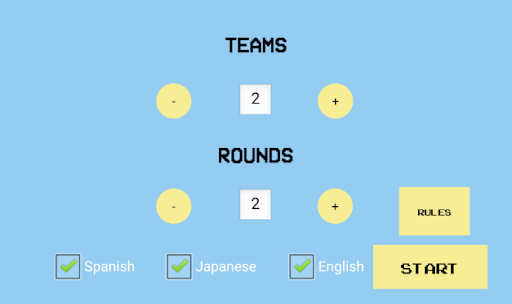 TEAMS
- 2 +
ROUNDS
- 2 +
RULES
Spanish Japanese English
START